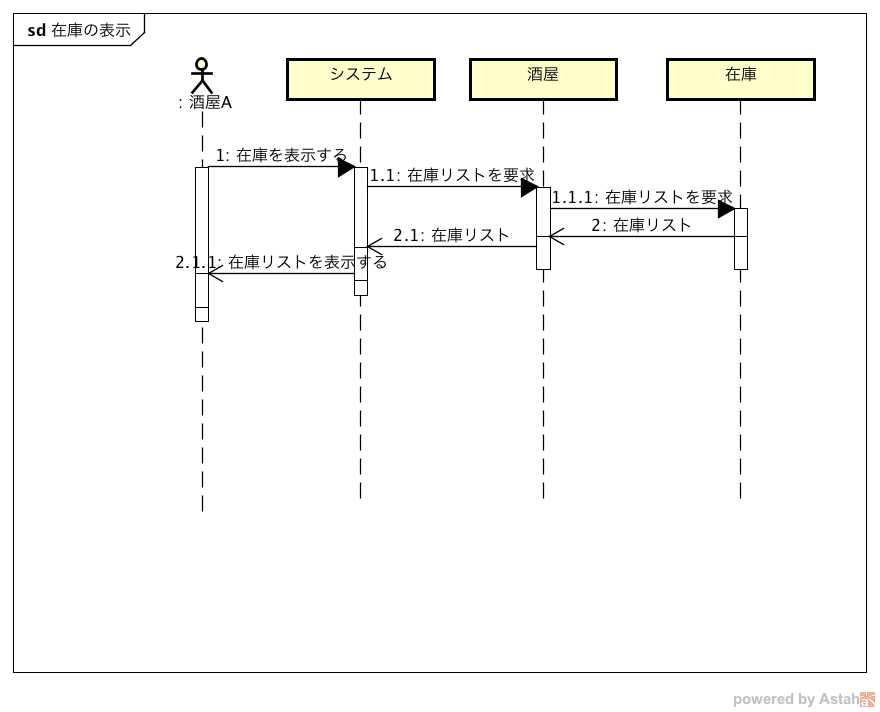 sd 在庫の表示
: 酒屋A
システム
酒屋
在庫
1: 在庫を表示する
1.1: 在庫リストを要求
1.1.1: 在庫リストを要求
2: 在庫リスト
2.1: 在庫リスト
2.1.1: 在庫リストを表示する
powered by Astah